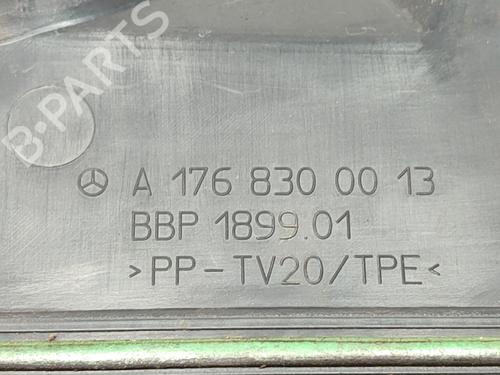 B-PARTS
A 176 830 00 13
BBP 1899.01
>PP-TV20/TPE<